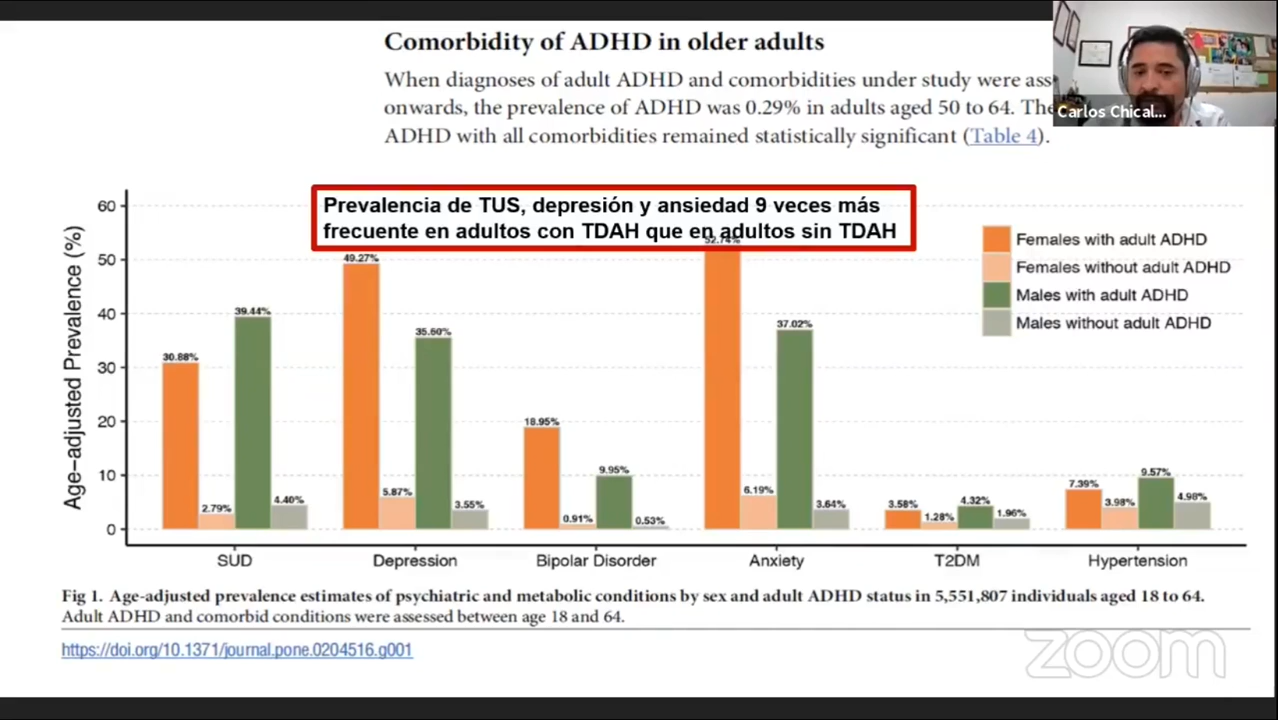 Comorbidity of ADHD in older adults
When diagnoses of adult ADHD and comorbidities under study were
onwards, the prevalence of ADHD was 0.29% in adults aged 50 to 64.
ADHD with all comorbidities remained statistically significant (Table 4).
Carlos Chical...
Prevalencia de TUS, depresión y ansiedad 9 veces más
frecuente en adultos con TDAH que en adultos sin TDAH
Age-adjusted Prevalence (%)
60
50
40
30
20
10
0
30.88%
2.79%
39.44%
4.40%
49.27%
5.87%
35.60%
3.55%
18.95%
0.91%
9.95%
0.53%
52.74%
6.19%
37.02%
3.64%
3.58%
1.28%
4.32%
1.96%
7.39%
3.98%
9.57%
4.98%
Females with adult ADHD
Females without adult ADHD
Males with adult ADHD
Males without adult ADHD
SUD
Depression
Bipolar Disorder
Anxiety
T2DM
Hypertension
Fig 1. Age-adjusted prevalence estimates of psychiatric and metabolic conditions by sex and adult ADHD status in 5,551,807 individuals aged 18 to 64.
Adult ADHD and comorbid conditions were assessed between age 18 and 64.
https://doi.org/10.1371/journal.pone.0204516.g001
zoom